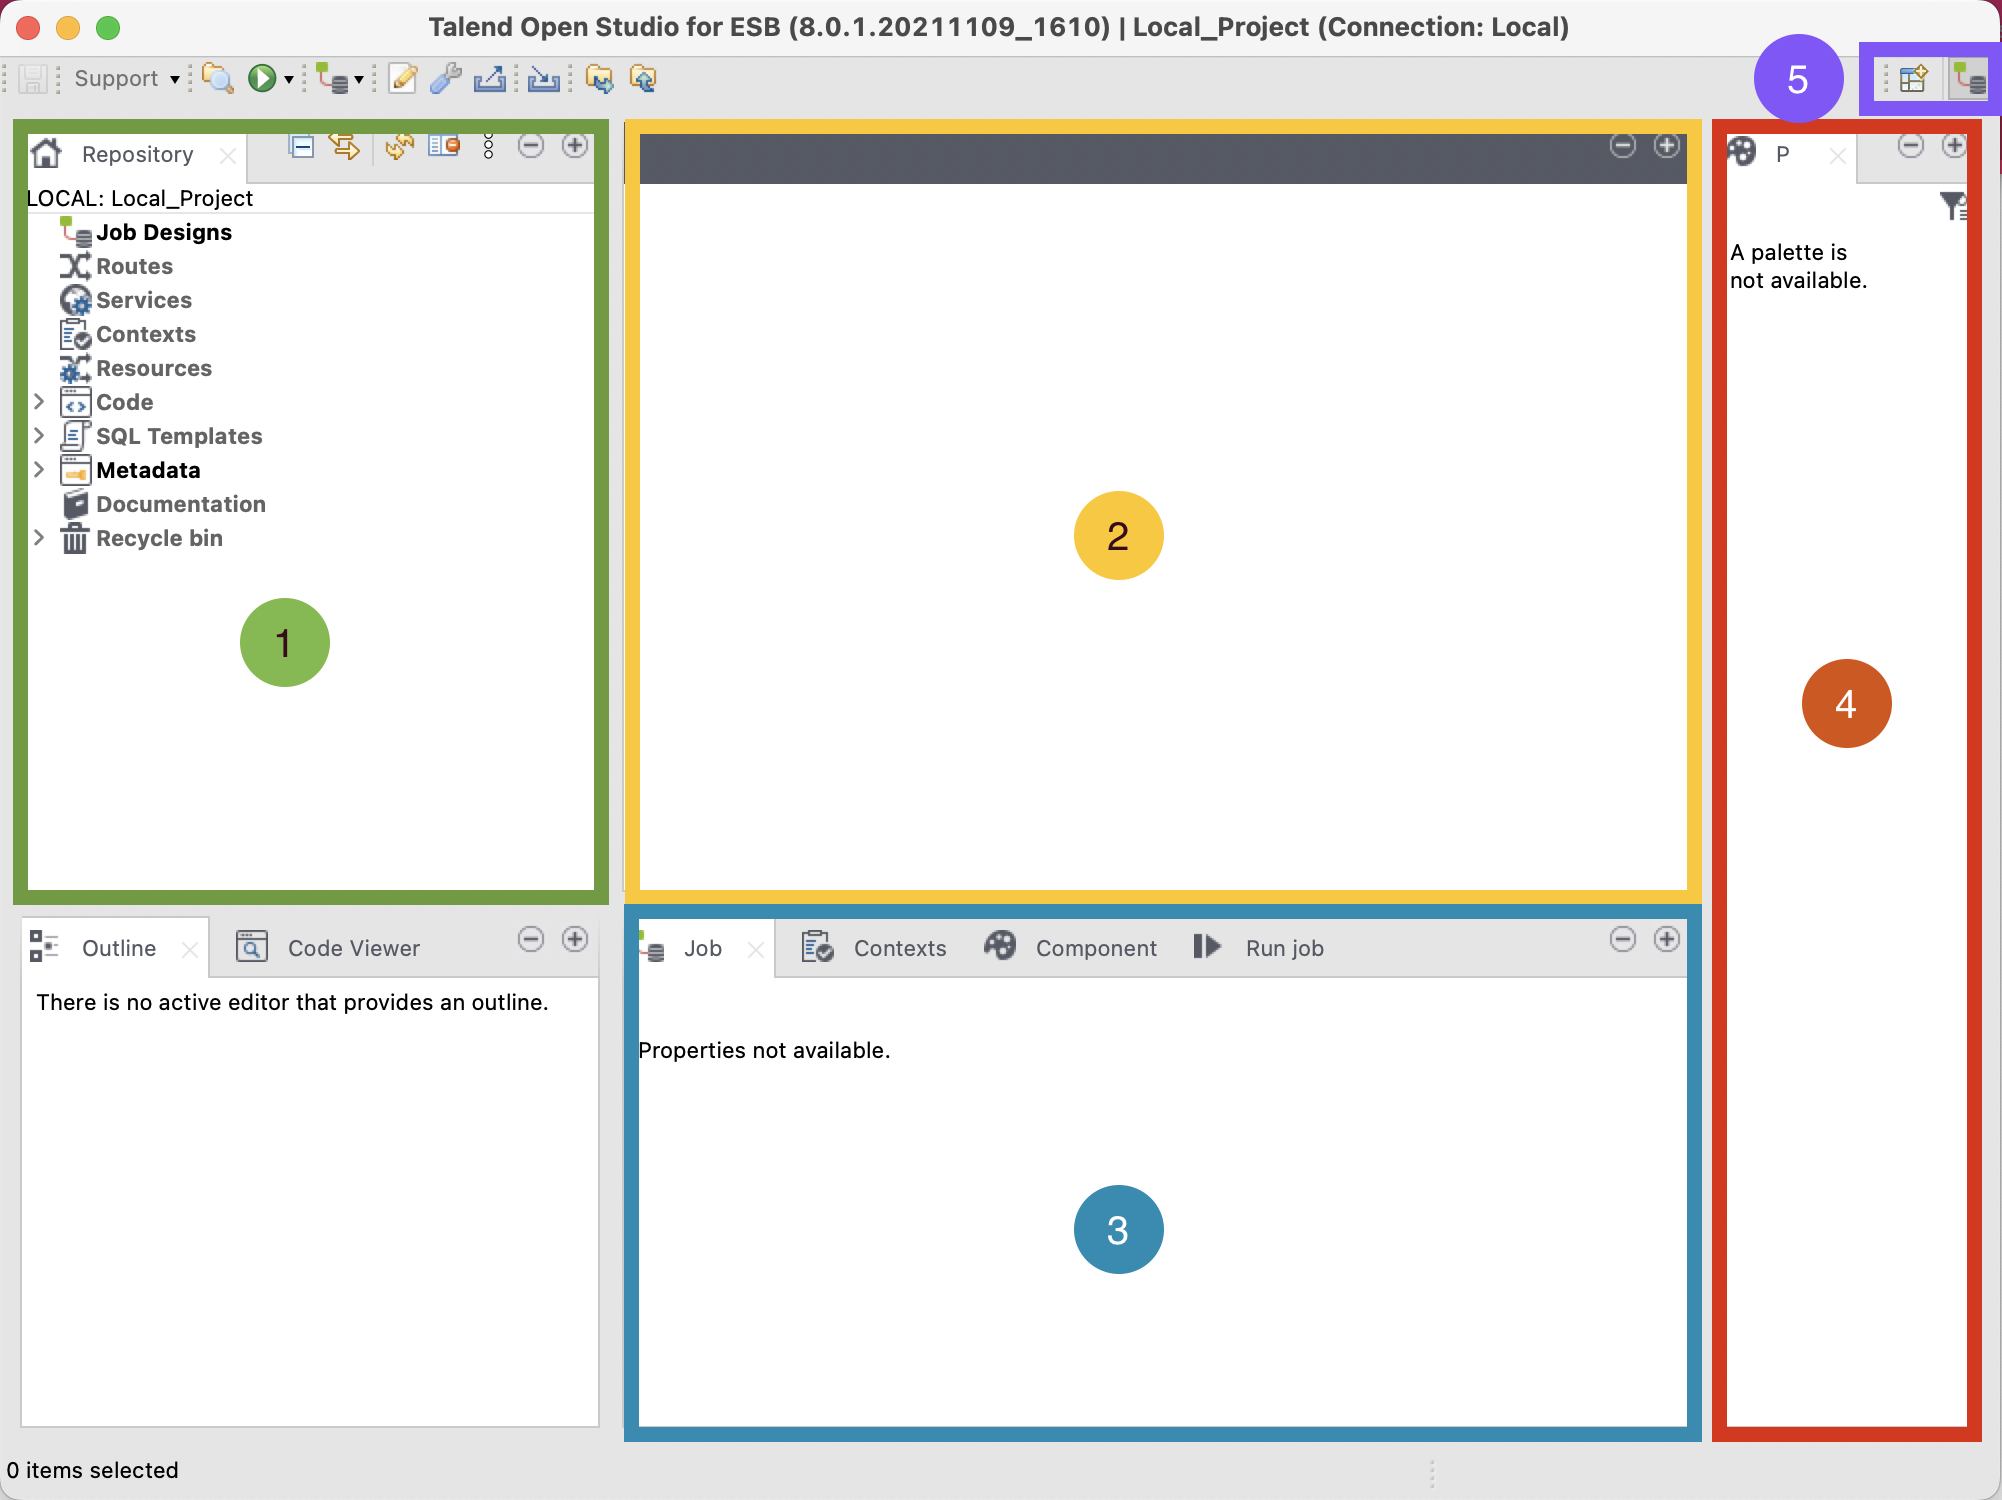 Talend Open Studio for ESB (8.0.1.20211109_1610) | Local_Project (Connection: Local)
Support
5
Repository
LOCAL: Local_Project
Job Designs
Routes
Services
Contexts
Resources
Code
SQL Templates
Metadata
Documentation
Recycle bin
1
2
P
A palette is
not available.
4
Outline
Code Viewer
There is no active editor that provides an outline.
Job
Contexts
Component
Run job
Properties not available.
3
0 items selected